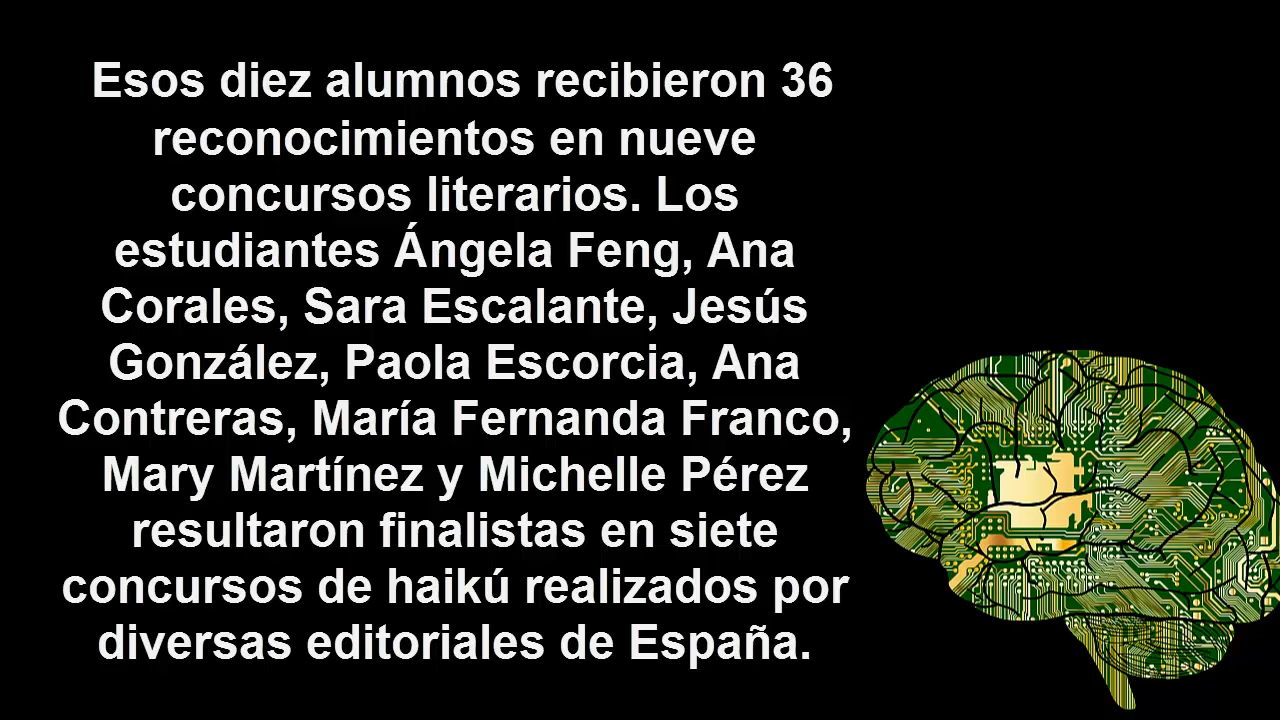 Esos diez alumnos recibieron 36
reconocimientos en nueve
concursos literarios. Los
estudiantes Ángela Feng, Ana
Corales, Sara Escalante, Jesús
González, Paola Escorcia, Ana
Contreras, María Fernanda Franco,
Mary Martínez y Michelle Pérez
resultaron finalistas en siete
concursos de haikú realizados por
diversas editoriales de España.